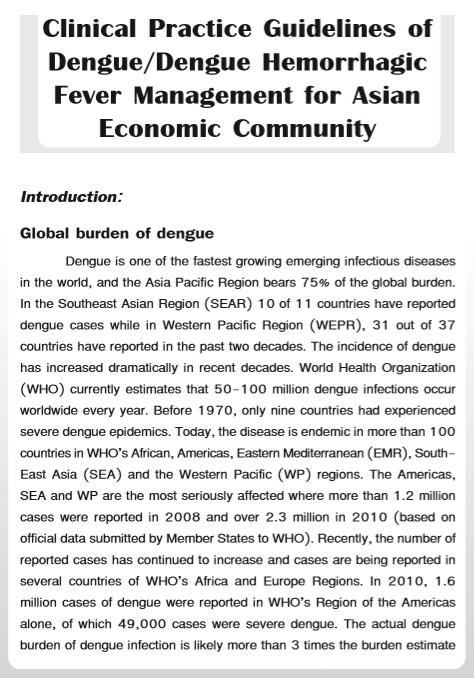 Clinical Practice Guidelines of
Dengue/Dengue Hemorrhagic
Fever Management for Asian
Economic Community
Introduction:
Global burden of dengue
Dengue is one of the fastest growing emerging infectious diseases
in the world, and the Asia Pacific Region bears 75% of the global burden.
In the Southeast Asian Region (SEAR) 10 of 11 countries have reported
dengue cases while in Western Pacific Region (WEPR), 31 out of 37
countries have reported in the past two decades. The incidence of dengue
has increased dramatically in recent decades. World Health Organization
(WHO) currently estimates that 50-100 million dengue infections occur
worldwide every year. Before 1970, only nine countries had experienced
severe dengue epidemics. Today, the disease is endemic in more than 100
countries in WHO's African, Americas, Eastern Mediterranean (EMR), South-
East Asia (SEA) and the Western Pacific (WP) regions. The Americas,
SEA and WP are the most seriously affected where more than 1.2 million
cases were reported in 2008 and over 2.3 million in 2010 (based on
official data submitted by Member States to WHO). Recently, the number of
reported cases has continued to increase and cases are being reported in
several countries of WHO's Africa and Europe Regions. In 2010, 1.6
million cases of dengue were reported in WHO's Region of the Americas
alone, of which 49,000 cases were severe dengue. The actual dengue
burden of dengue infection is likely more than 3 times the burden estimate